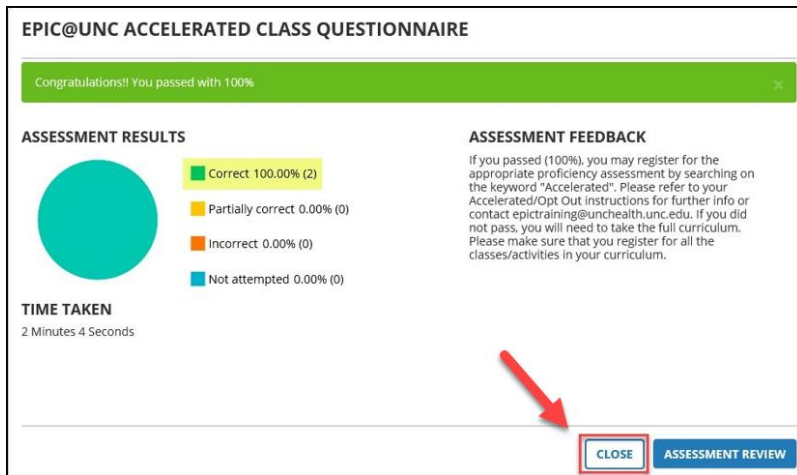 EPIC@UNC ACCELERATED CLASS QUESTIONNAIRE
Congratulations!! You passed with 100%
×
ASSESSMENT RESULTS
Correct 100.00% (2)
Partially correct 0.00% (0)
Incorrect 0.00% (0)
Not attempted 0.00% (0)
TIME TAKEN
2 Minutes 4 Seconds
ASSESSMENT FEEDBACK
If you passed (100%), you may register for the
appropriate proficiency assessment by searching on
the keyword "Accelerated". Please refer to your
Accelerated/Opt Out instructions for further info or
contact epictraining@unchealth.unc.edu. If you did
not pass, you will need to take the full curriculum.
Please make sure that you register for all the
classes/activities in your curriculum.
CLOSE
ASSESSMENT REVIEW